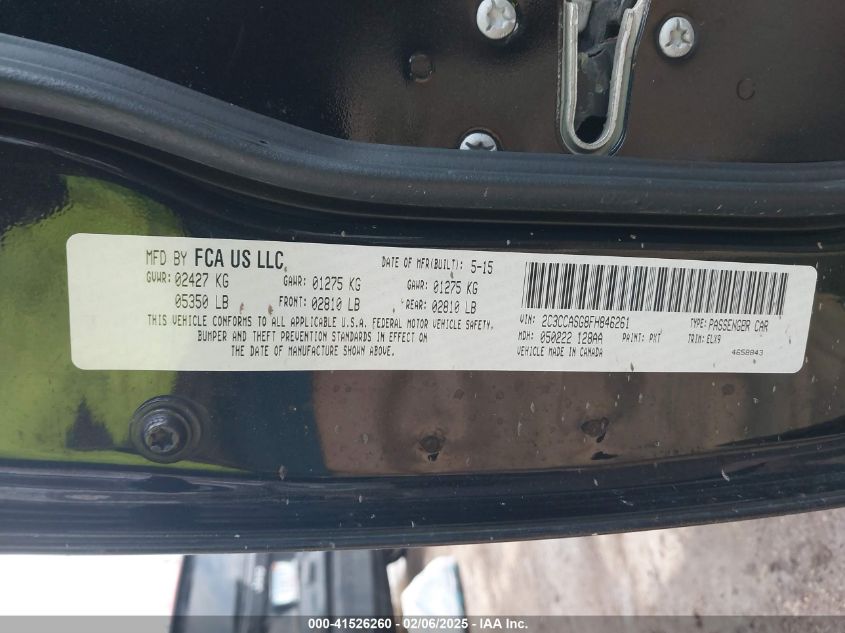 MFD BY FCA US LLC
DATE OF MFR(BUILT): 5-15
GVWR: 02427 KG GAWR: 01275 KG GAWR: 01275 KG
05350 LB FRONT: 02810 LB REAR: 02810 LB
THIS VEHICLE CONFORMS TO ALL APPLICABLE U.S.A. FEDERAL MOTOR VEHICLE SAFETY,
BUMPER AND THEFT PREVENTION STANDARDS IN EFFECT ON
THE DATE OF MANUFACTURE SHOWN ABOVE.
VIN: 2C3CCASG8FH846261 TYPE: PASSENGER CAR
MDH: 050222 128AA PAINT: PXT TRIM: ELX9
VEHICLE MADE IN CANADA 4658843
000-41526260 - 02/06/2025 - IAA Inc.